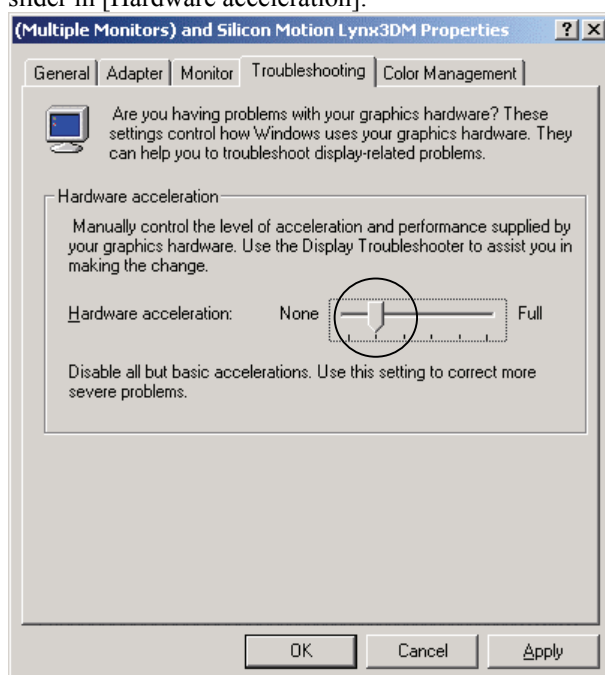 slider in [Hardware acceleration].
(Multiple Monitors) and Silicon Motion Lynx3DM Properties
General Adapter Monitor Troubleshooting Color Management
Are you having problems with your graphics hardware? These
settings control how Windows uses your graphics hardware. They
can help you to troubleshoot display-related problems.
Hardware acceleration
Manually control the level of acceleration and performance supplied by
your graphics hardware. Use the Display Troubleshooter to assist you in
making the change.
Hardware acceleration: None Full
Disable all but basic accelerations. Use this setting to correct more
severe problems.
OK Cancel Apply